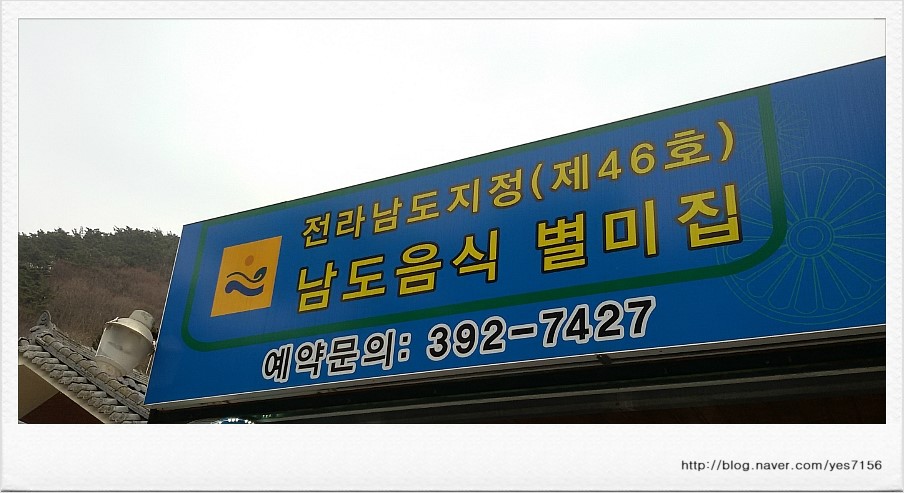 전라남도지정(제46호)
남도음식 별미집
예약문의: 392-7427
http://blog.naver.com/yes7156